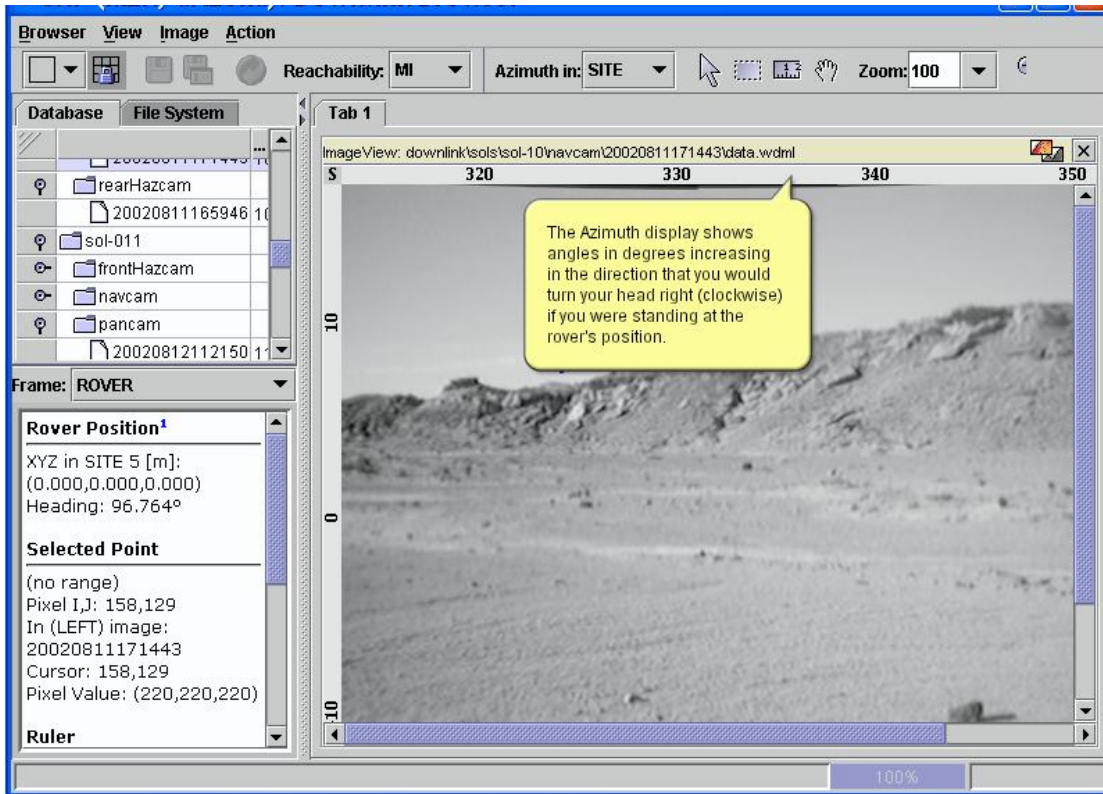 Browser View Image Action
Reachability: MI Azimuth in: SITE Zoom: 100
Database File System
...
rearHazcam
20020811165946 10
sol-011
frontHazcam
navcam
pancam
20020812112150 11
Frame: ROVER
Rover Position1
XYZ in SITE 5 [m]:
(0.000,0.000,0.000)
Heading: 96.764º
Selected Point
(no range)
Pixel I,J: 158,129
In (LEFT) image:
20020811171443
Cursor: 158,129
Pixel Value: (220,220,220)
Ruler
Tab 1
ImageView: downlink\sols\sol-10\navcam\20020811171443\data.wdml
S 320 330 340 350
The Azimuth display shows
angles in degrees increasing
in the direction that you would
turn your head right (clockwise)
if you were standing at the
rover's position.
10
0
-10
100%